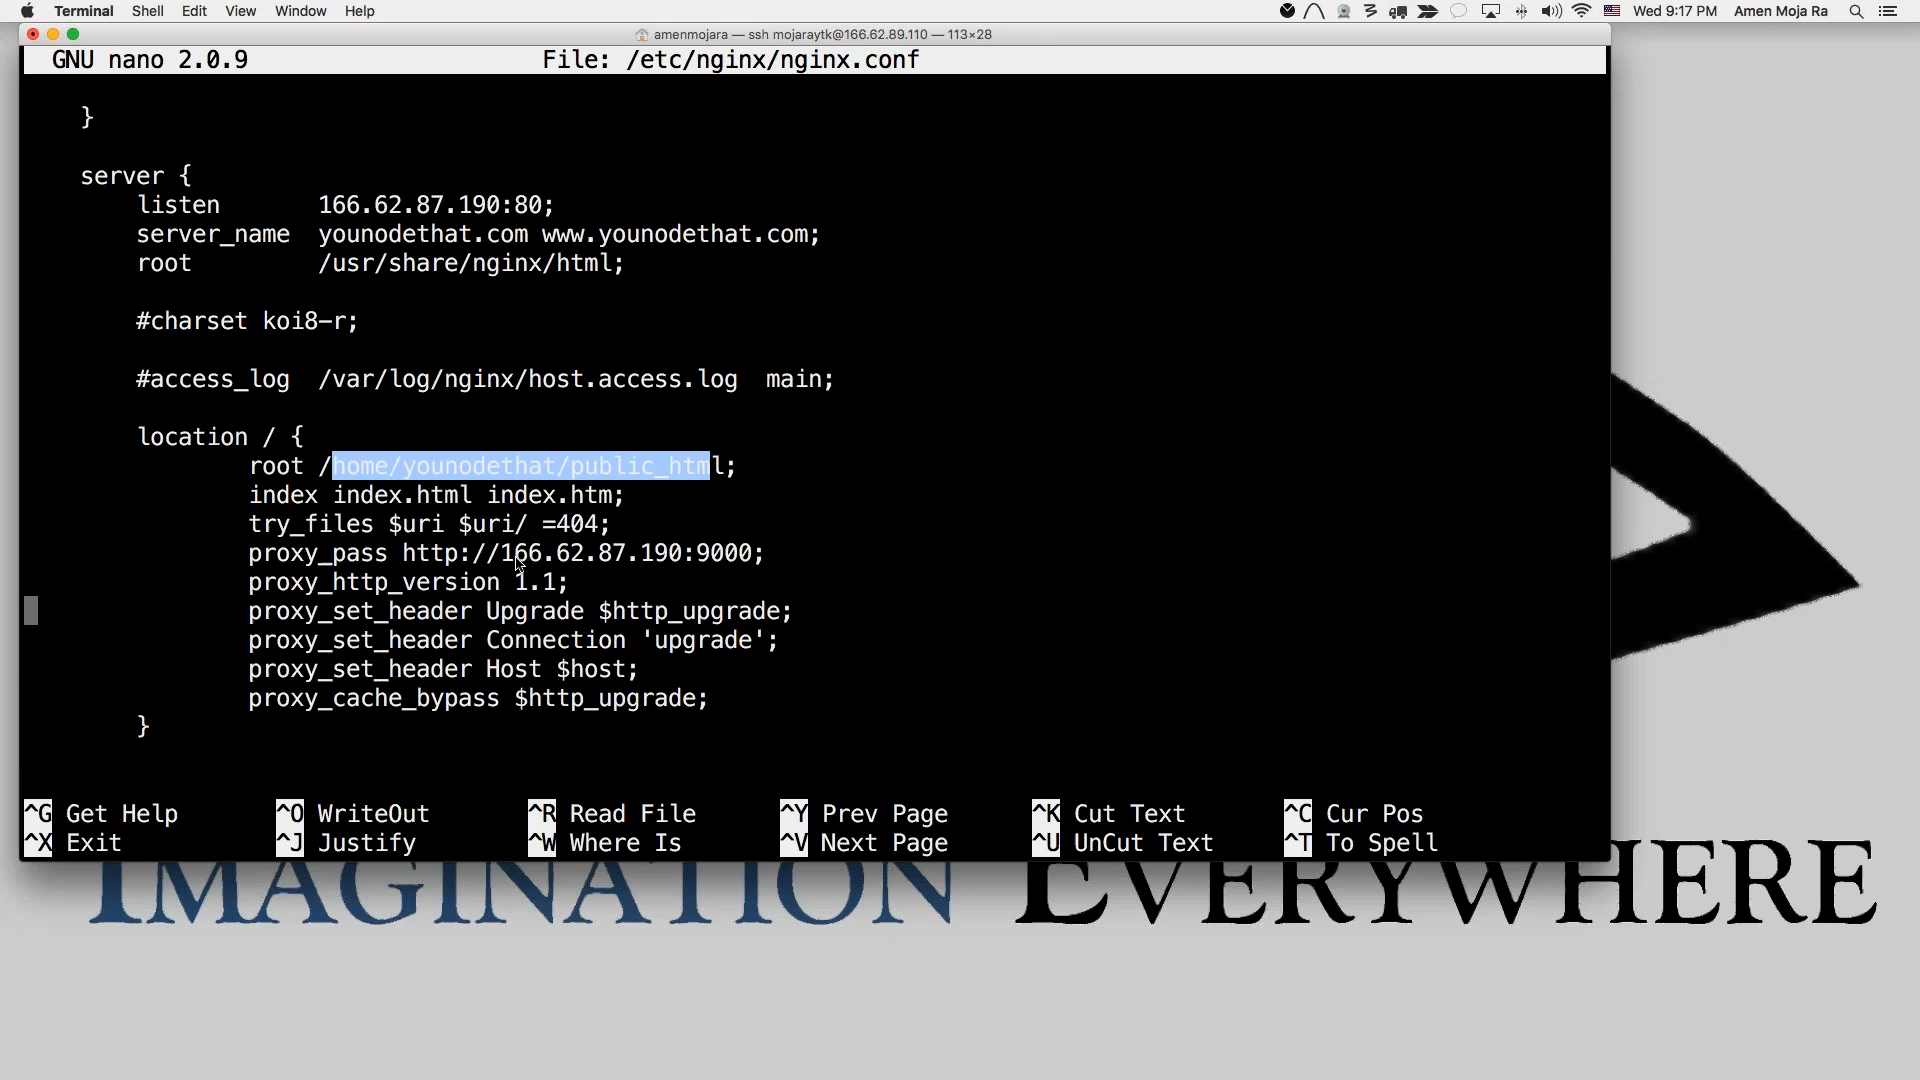 Terminal Shell Edit View Window Help Wed 9:17 PM Amen Moja Ra
amenmojara — ssh mojaraytk@166.62.89.110 — 113×28
GNU nano 2.0.9 File: /etc/nginx/nginx.conf
}
server {
listen 166.62.87.190:80;
server_name younodethat.com www.younodethat.com;
root /usr/share/nginx/html;
#charset koi8-r;
#access_log /var/log/nginx/host.access.log main;
location / {
root /home/younodethat/public_html;
index index.html index.htm;
try_files $uri $uri/ =404;
proxy_pass http://166.62.87.190:9000;
proxy_http_version 1.1;
proxy_set_header Upgrade $http_upgrade;
proxy_set_header Connection 'upgrade';
proxy_set_header Host $host;
proxy_cache_bypass $http_upgrade;
}
^G Get Help ^O WriteOut ^R Read File ^Y Prev Page ^K Cut Text ^C Cur Pos
^X Exit ^J Justify ^W Where Is ^V Next Page ^U UnCut Text ^T To Spell
IMAGINATION EVERYWHERE